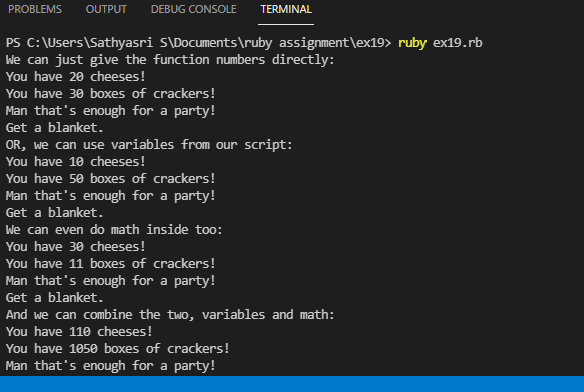 PROBLEMS OUTPUT DEBUG CONSOLE TERMINAL
PS C:\Users\Sathyasri S\Documents\ruby assignment\ex19> ruby ex19.rb
We can just give the function numbers directly:
You have 20 cheeses!
You have 30 boxes of crackers!
Man that's enough for a party!
Get a blanket.
OR, we can use variables from our script:
You have 10 cheeses!
You have 50 boxes of crackers!
Man that's enough for a party!
Get a blanket.
We can even do math inside too:
You have 30 cheeses!
You have 11 boxes of crackers!
Man that's enough for a party!
Get a blanket.
And we can combine the two, variables and math:
You have 110 cheeses!
You have 1050 boxes of crackers!
Man that's enough for a party!